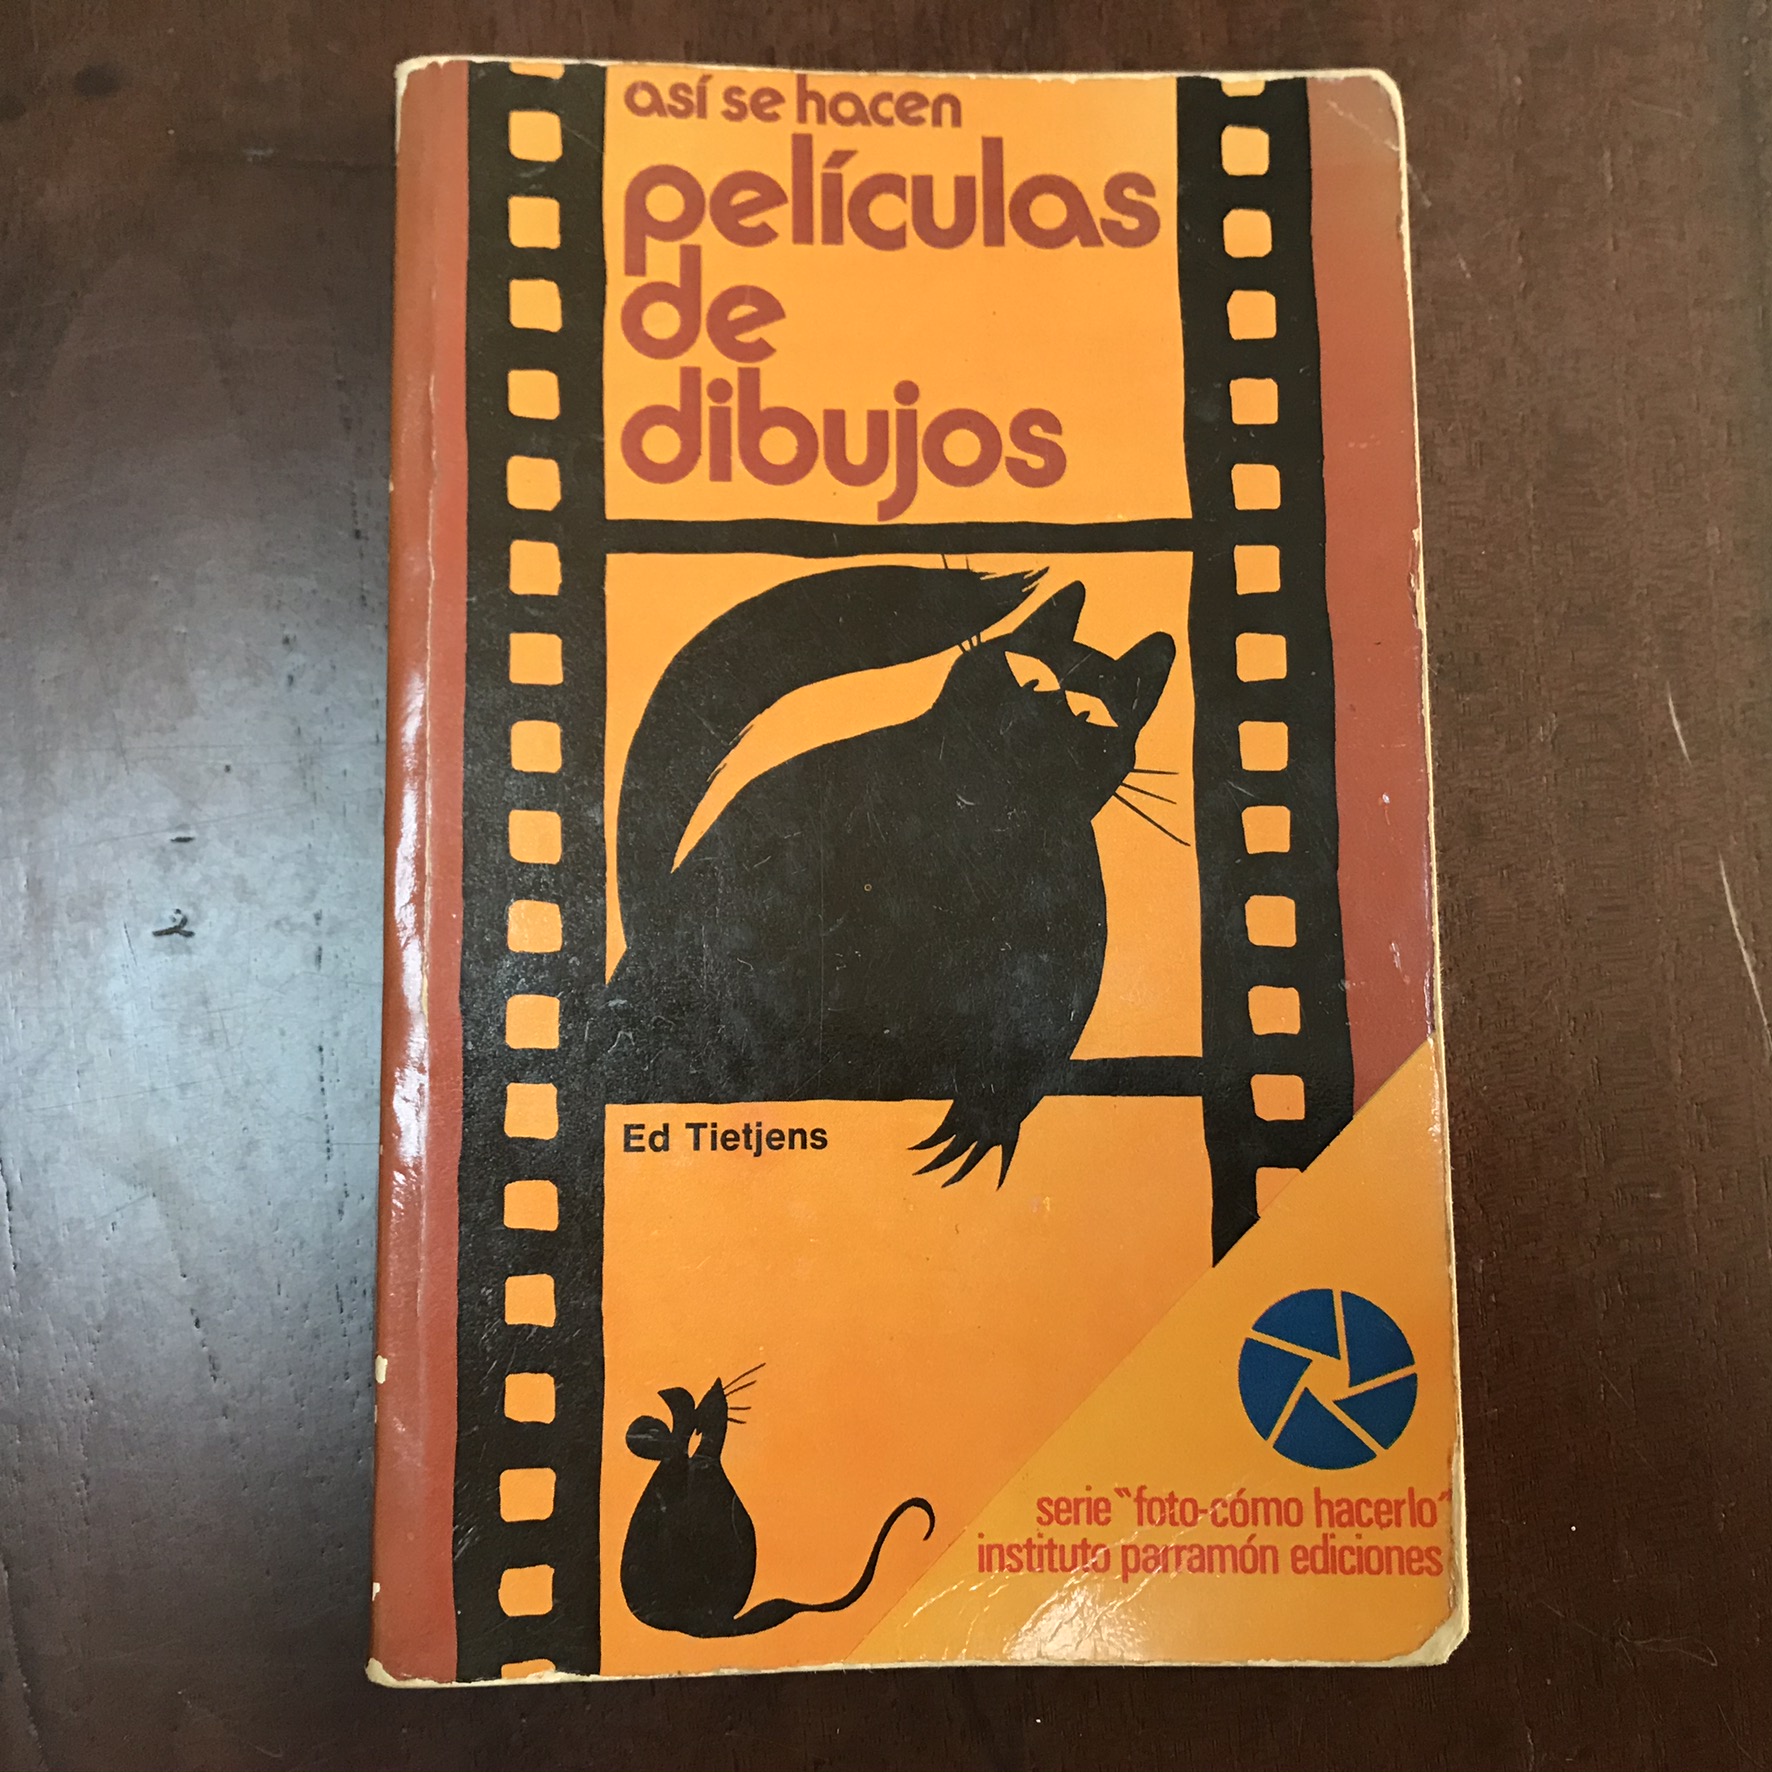 así se hacen
películas
de
dibujos
Ed Tietjens
serie "foto-cómo hacerlo"
instituto parramón ediciones